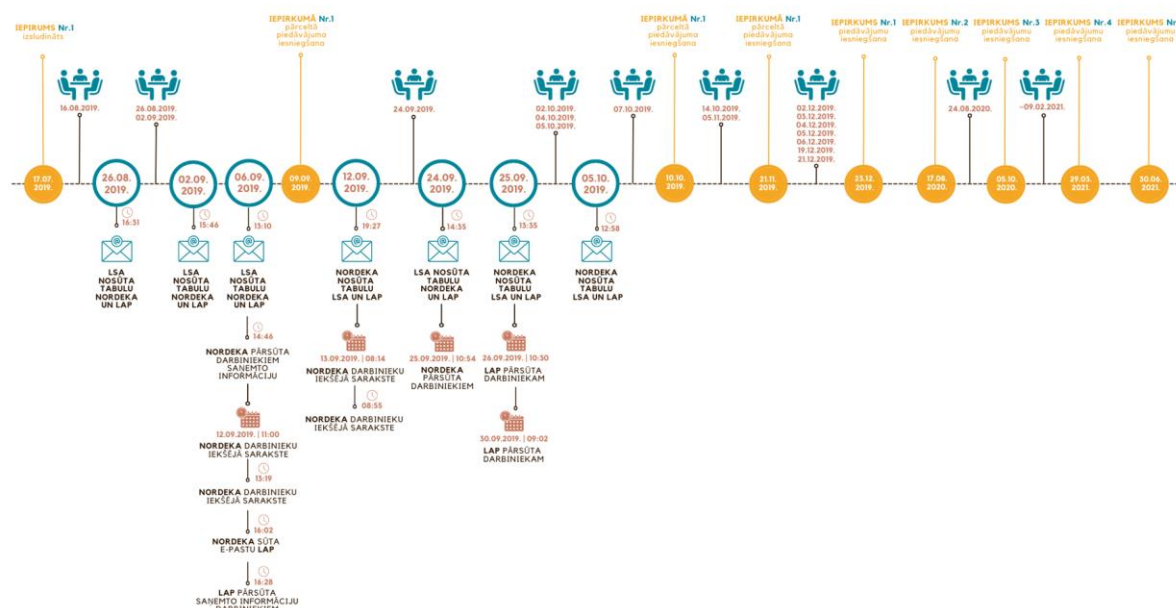 IEPIRKUMS Nr.1
izsludināts
IEPIRKUMĀ Nr.1
pārceltā
piedāvājuma
iesniegšana
IEPIRKUMĀ Nr.1
pārceltā
piedāvājuma
iesniegšana
IEPIRKUMĀ Nr.1
pārceltā
piedāvājuma
iesniegšana
IEPIRKUMS Nr.1
piedāvājumu
iesniegšana
IEPIRKUMS Nr.2
piedāvājumu
iesniegšana
IEPIRKUMS Nr.3
piedāvājumu
iesniegšana
IEPIRKUMS Nr.4
piedāvājumu
iesniegšana
IEPIRKUMS Nr
piedāvājumu
iesniegšana
16.08.2019.
26.08.2019.
02.09.2019.
24.09.2019.
02.10.2019.
04.10.2019.
05.10.2019.
07.10.2019.
14.10.2019.
05.11.2019.
02.12.2019.
03.12.2019.
04.12.2019.
05.12.2019.
06.12.2019.
19.12.2019.
21.12.2019.
24.08.2020.
~09.02.2021.
17.07.
2019.
26.08.
2019.
02.09.
2019.
06.09.
2019.
09.09
2019.
12.09.
2019.
24.09.
2019.
25.09.
2019.
05.10.
2019.
10.10.
2019.
21.11.
2019.
23.12.
2019.
17.08.
2020.
05.10.
2020.
29.03.
2021.
30.06.
2021.
16:31
LSA
NOSŪTA
TABULU
NORDEKA
UN LAP
15:46
LSA
NOSŪTA
TABULU
NORDEKA
UN LAP
13:10
LSA
NOSŪTA
TABULU
NORDEKA
UN LAP
14:46
NORDEKA PĀRSŪTA
DARBINIEKIEM
SAŅEMTO
INFORMĀCIJU
12.09.2019. | 11:00
NORDEKA DARBINIEKU
IEKŠĒJĀ SARAKSTE
13:19
NORDEKA DARBINIEKU
IEKŠĒJĀ SARAKSTE
16:02
NORDEKA SŪTA
E-PASTU LAP
16:28
LAP PĀRSŪTA
SAŅEMTO INFORMĀCIJU
DARBINIEKIEM
19:27
NORDEKA
NOSŪTA
TABULU
LSA UN LAP
13.09.2019. | 08:14
NORDEKA DARBINIEKU
IEKŠĒJĀ SARAKSTE
08:55
NORDEKA DARBINIEKU
IEKŠĒJĀ SARAKSTE
14:35
LSA NOSŪTA
TABULU
NORDEKA
UN LAP
25.09.2019. | 10:54
NORDEKA
PĀRSŪTA
DARBINIEKIEM
13:35
NORDEKA
NOSŪTA
TABULU
LSA UN LAP
26.09.2019. | 10:30
LAP PĀRSŪTA
DARBINIEKAM
30.09.2019. | 09:02
LAP PĀRSŪTA
DARBINIEKAM
12:58
NORDEKA
NOSŪTA
TABULU
LSA UN LAP